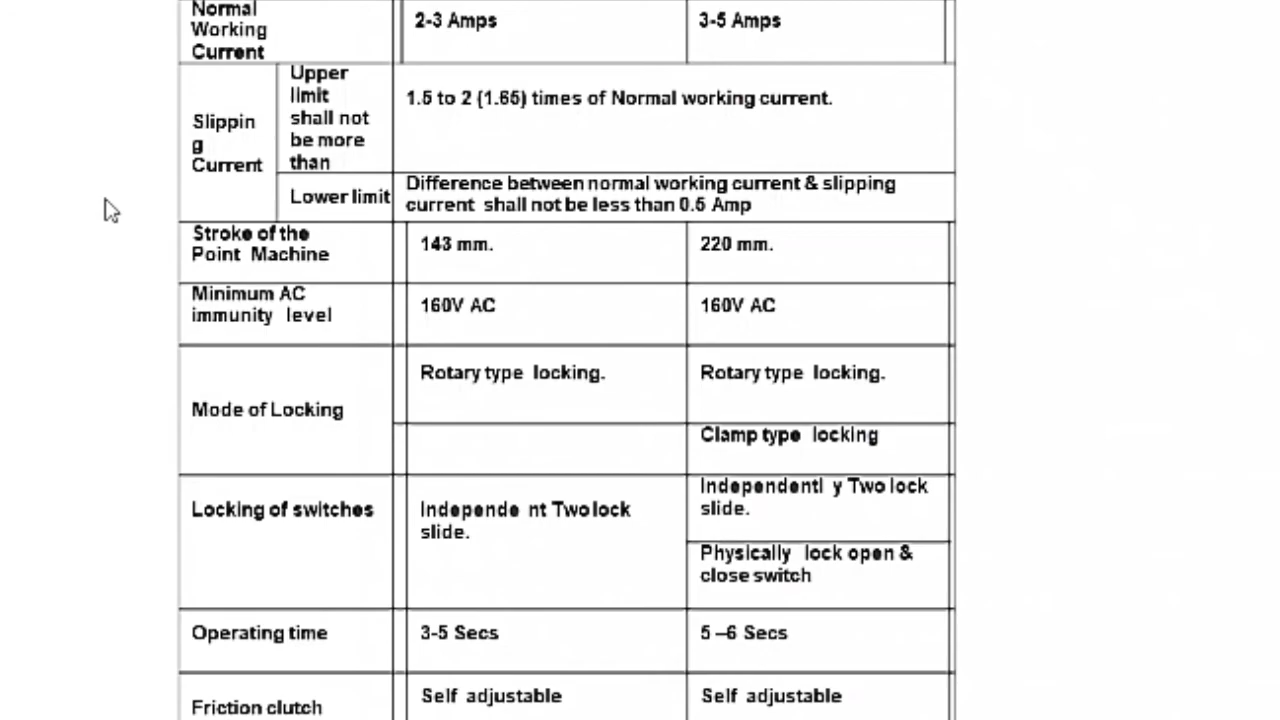 Normal
Working
Current
2-3 Amps
3-5 Amps
Slippin
g
Current
Upper
limit
shall not
be more
than
1.5 to 2 (1.65) times of Normal working current.
Lower limit
Difference between normal working current & slipping
current shall not be less than 0.5 Amp
Stroke of the
Point Machine
143 mm.
220 mm.
Minimum AC
immunity level
160V AC
160V AC
Mode of Locking
Rotary type locking.
Rotary type locking.
Clamp type locking
Locking of switches
Independe nt Two lock
slide.
Independentl y Two lock
slide.
Physically lock open &
close switch
Operating time
3-5 Secs
5 –6 Secs
Friction clutch
Self adjustable
Self adjustable